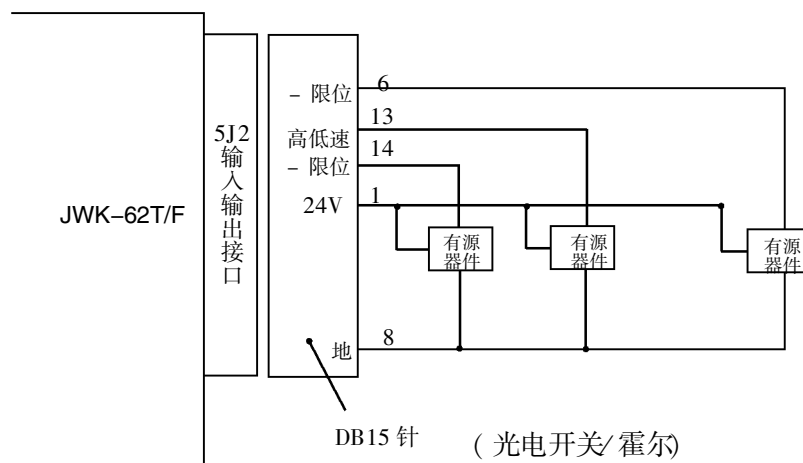 JWK-62T/F
5J2
输入输出接口
- 限位
高低速
- 限位
24V
地
6
13
14
1
8
有源
器件
有源
器件
有源
器件
DB15 针
( 光电开关/ 霍尔)